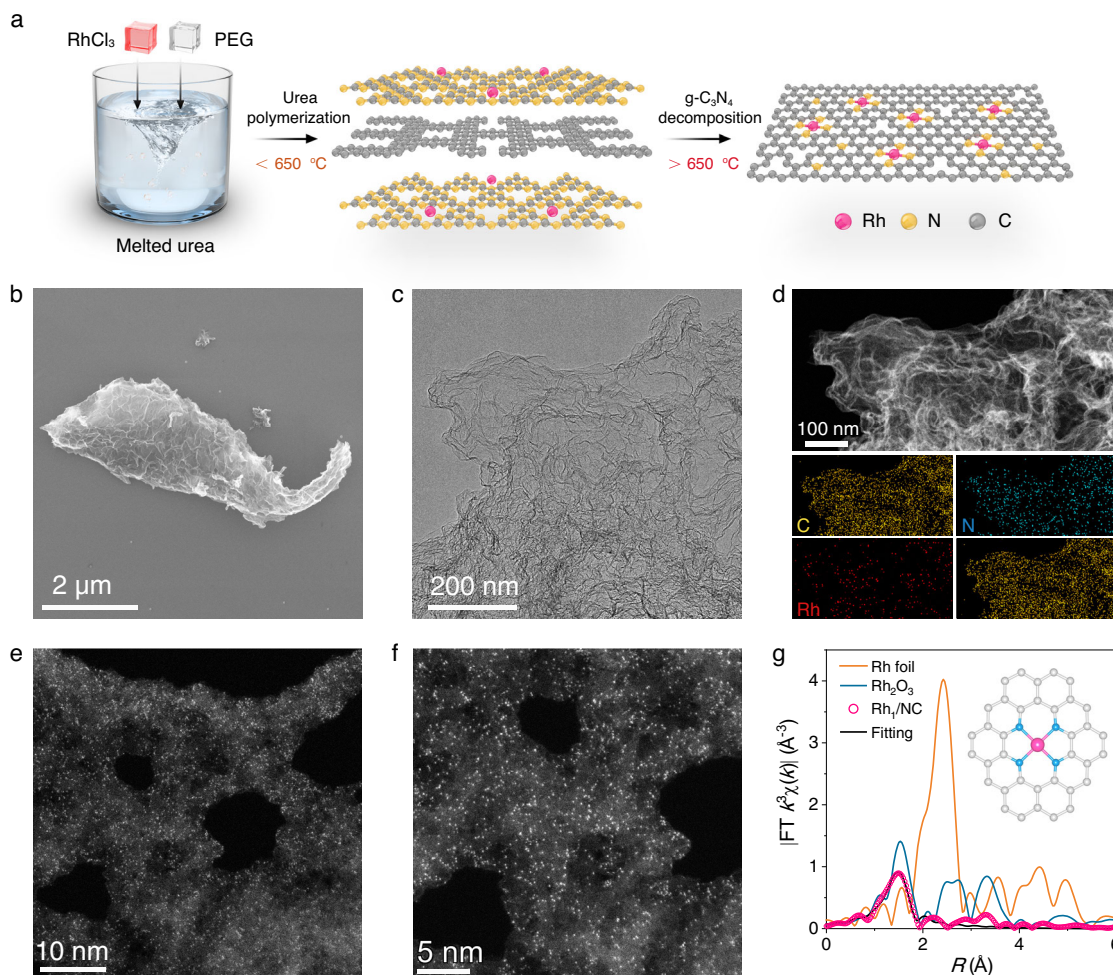 a
RhCl₃ PEG
Melted urea
Urea
polymerization
< 650 °C
g-C₃N₄
decomposition
> 650 °C
Rh N C
b
2 µm
c
200 nm
d
100 nm
C
N
Rh
e
10 nm
f
5 nm
g
Rh foil
Rh₂O₃
Rh₁/NC
Fitting
|FT k³χ(k)| (Å⁻³)
4
3
2
1
0
0 2 4 6
R (Å)